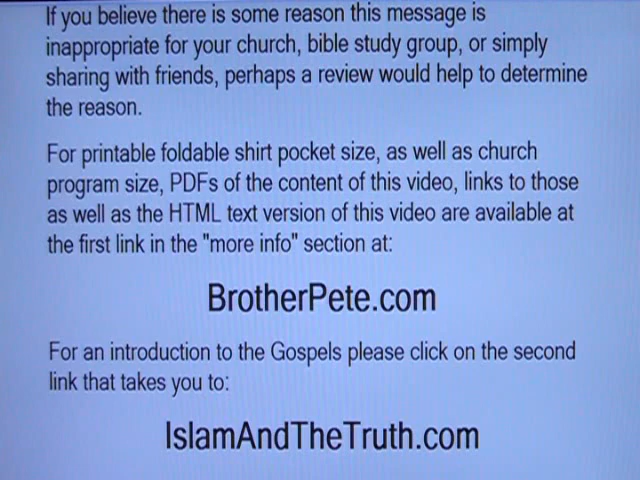 If you believe there is some reason this message is
inappropriate for your church, bible study group, or simply
sharing with friends, perhaps a review would help to determine
the reason.
For printable foldable shirt pocket size, as well as church
program size, PDFs of the content of this video, links to those
as well as the HTML text version of this video are available at
the first link in the "more info" section at:
BrotherPete.com
For an introduction to the Gospels please click on the second
link that takes you to:
IslamAndTheTruth.com